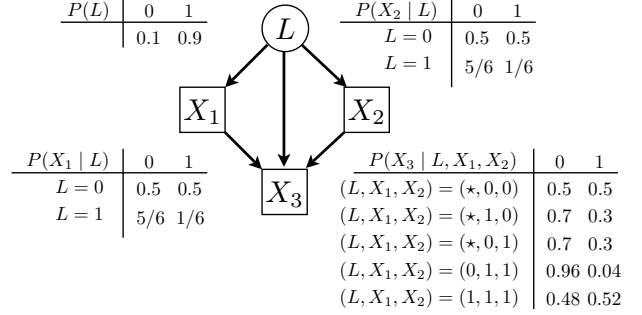 P(L) 0 1
0.1 0.9
L
P(X₂ | L) 0 1
L = 0 0.5 0.5
L = 1 5/6 1/6
X₁
X₂
P(X₁ | L) 0 1
L = 0 0.5 0.5
L = 1 5/6 1/6
X₃
P(X₃ | L, X₁, X₂) 0 1
(L, X₁, X₂) = (⋆, 0, 0) 0.5 0.5
(L, X₁, X₂) = (⋆, 1, 0) 0.7 0.3
(L, X₁, X₂) = (⋆, 0, 1) 0.7 0.3
(L, X₁, X₂) = (0, 1, 1) 0.96 0.04
(L, X₁, X₂) = (1, 1, 1) 0.48 0.52